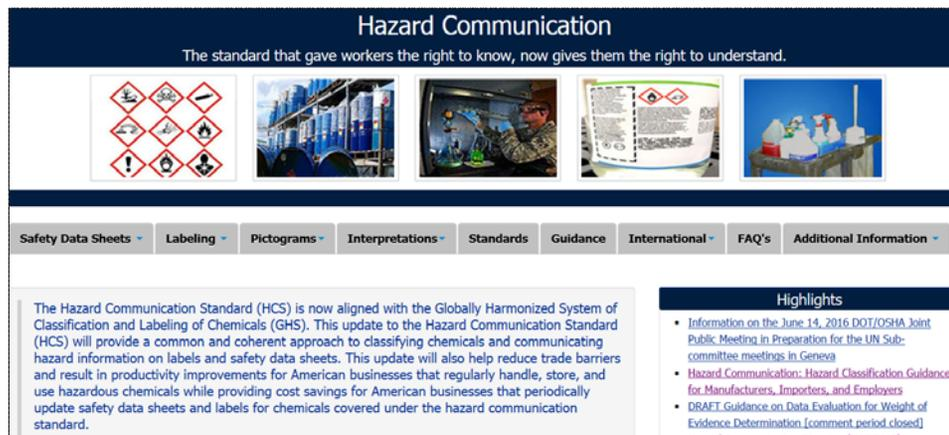 Hazard Communication
The standard that gave workers the right to know, now gives them the right to understand.
Safety Data Sheets Labeling Pictograms Interpretations Standards Guidance International FAQ's Additional Information
The Hazard Communication Standard (HCS) is now aligned with the Globally Harmonized System of
Classification and Labeling of Chemicals (GHS). This update to the Hazard Communication Standard
(HCS) will provide a common and coherent approach to classifying chemicals and communicating
hazard information on labels and safety data sheets. This update will also help reduce trade barriers
and result in productivity improvements for American businesses that regularly handle, store, and
use hazardous chemicals while providing cost savings for American businesses that periodically
update safety data sheets and labels for chemicals covered under the hazard communication
standard.
Highlights
Information on the June 14, 2016 DOT/OSHA Joint
Public Meeting in Preparation for the UN Sub-
committee meetings in Geneva
Hazard Communication: Hazard Classification Guidance
for Manufacturers, Importers, and Employers
DRAFT Guidance on Data Evaluation for Weight of
Evidence Determination [comment period closed]